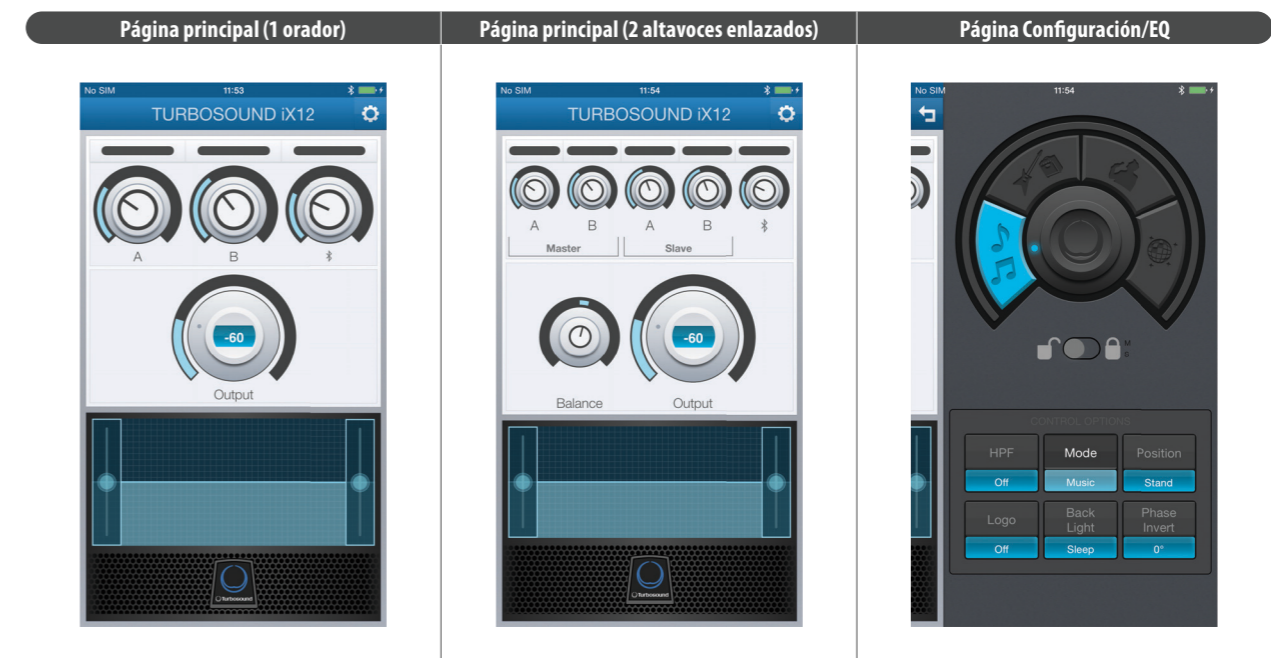 Página principal (1 orador)
Página principal (2 altavoces enlazados)
Página Configuración/EQ
No SIM 11:53
TURBOSOUND iX12
A B
-60
Output
Turbosound
No SIM 11:54
TURBOSOUND iX12
A B A B
Master Slave
-60
Balance Output
Turbosound
No SIM 11:54
M
CONTROL OPTIONS
HPF Mode Position
Off Music Stand
Logo Back Light Phase Invert
Off Sleep 0°